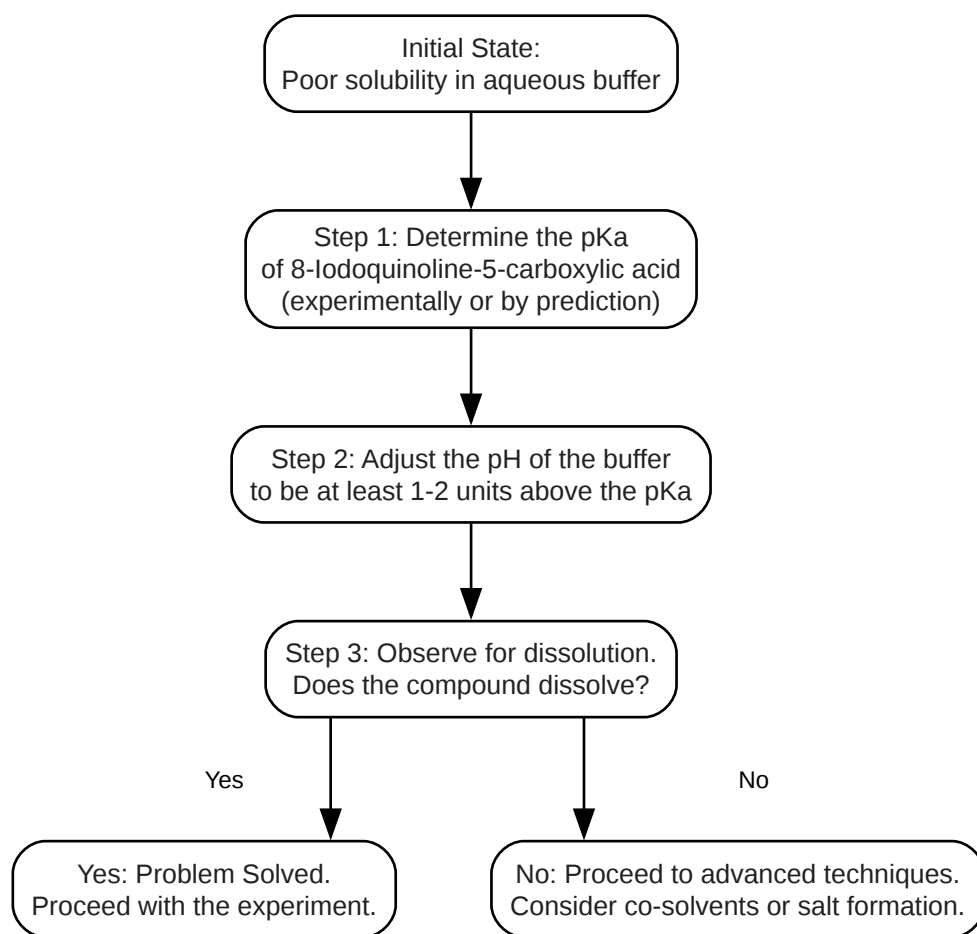 Initial State:
Poor solubility in aqueous buffer
Step 1: Determine the pKa
of 8-Iodoquinoline-5-carboxylic acid
(experimentally or by prediction)
Step 2: Adjust the pH of the buffer
to be at least 1-2 units above the pKa
Step 3: Observe for dissolution.
Does the compound dissolve?
Yes
No
Yes: Problem Solved.
Proceed with the experiment.
No: Proceed to advanced techniques.
Consider co-solvents or salt formation.